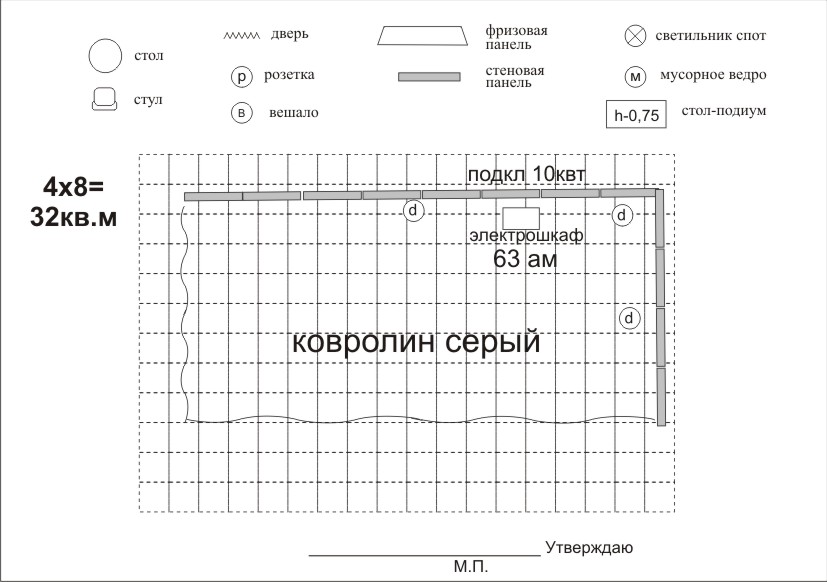 стол
стул
дверь
р розетка
в вешало
фризовая
панель
стеновая
панель
светильник спот
м мусорное ведро
h-0,75 стол-подиум
4х8=
32кв.м
подкл 10квт
d
d
электрошкаф
63 ам
d
ковролин серый
Утверждаю
М.П.